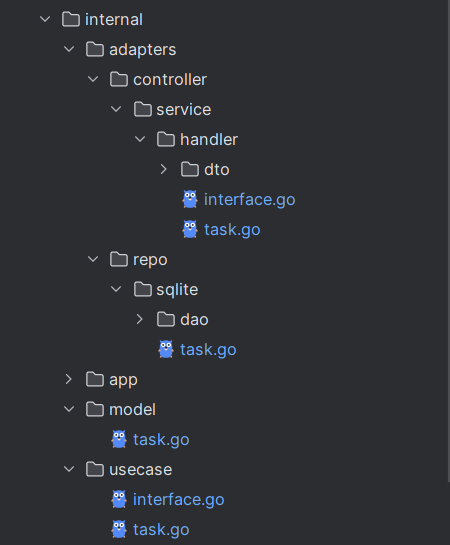 internal
adapters
controller
service
handler
dto
interface.go
task.go
repo
sqlite
dao
task.go
app
model
task.go
usecase
interface.go
task.go